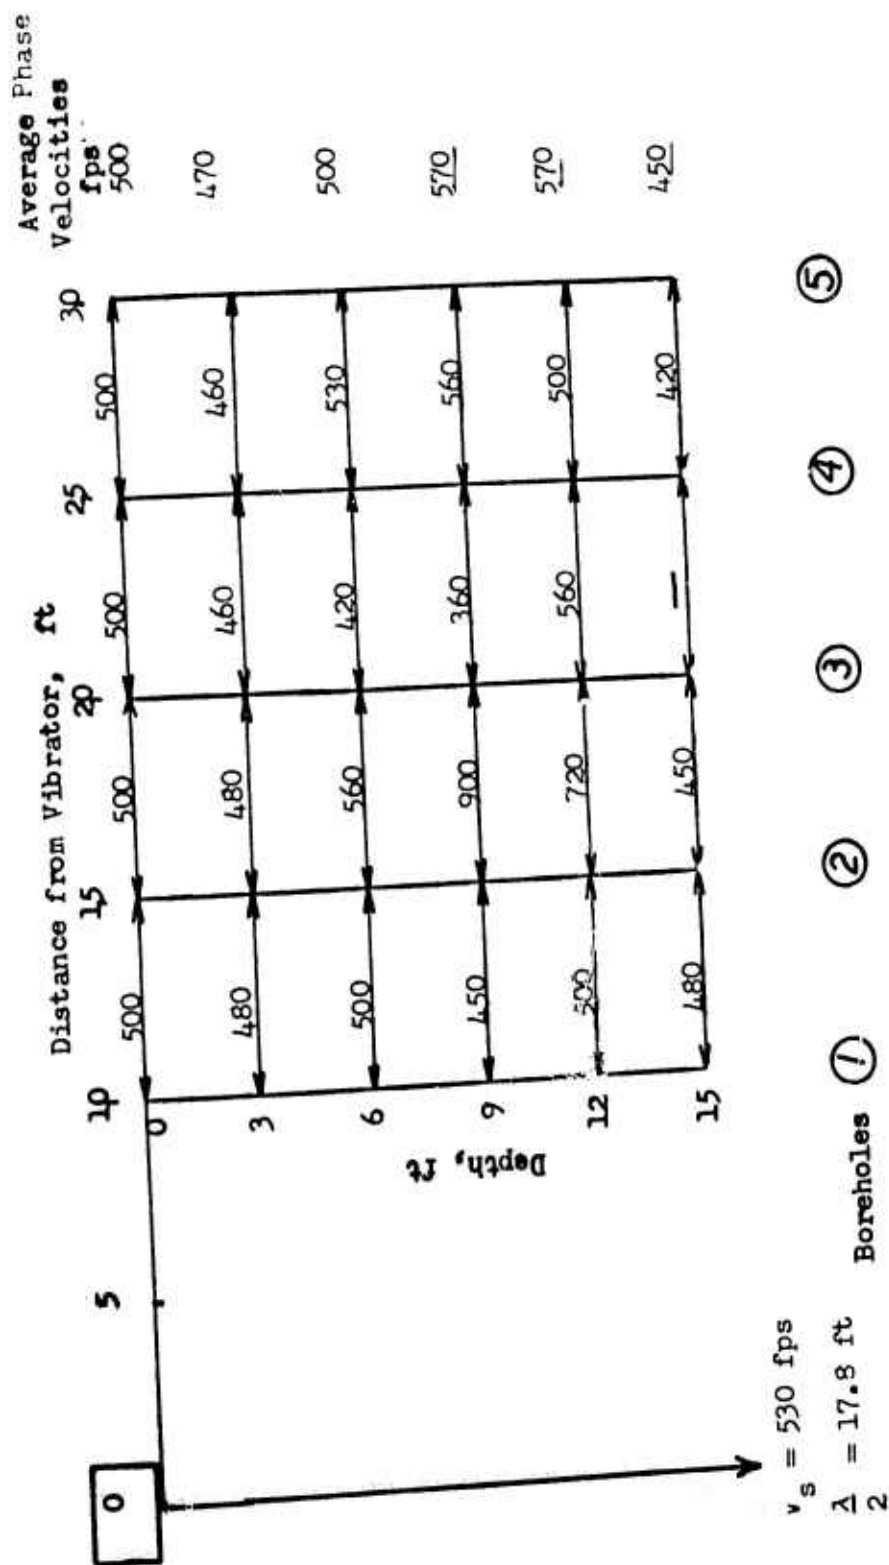 Distance from Vibrator, ft
Average Phase
Velocities
fps
0 5 10 15 20 25 30
0 500 500 500 500 500
3 480 480 460 460 470
6 500 560 420 530 500
9 450 900 360 560 570
12 500 720 560 500 570
15 480 450 — 420 450
Depth, ft
v s = 530 fps
λ/2 = 17.8 ft
Boreholes 1 2 3 4 5